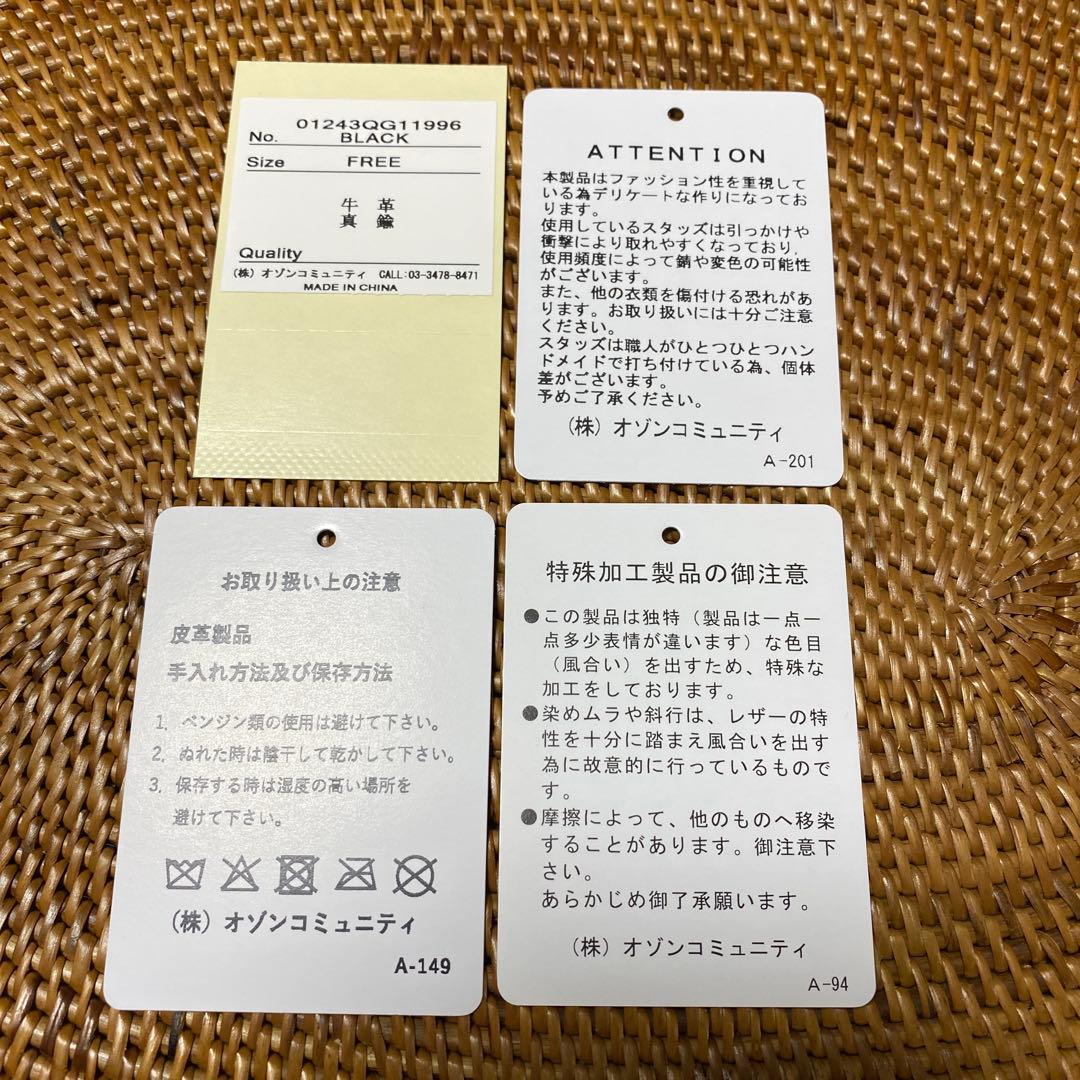 01243QG11996
No. BLACK
Size FREE
牛 革
真 鍮
Quality
(株) オゾンコミュニティ CALL:03-3478-8471
MADE IN CHINA
ATTENTION
本製品はファッション性を重視して
いる為デリケートな作りになってお
ります。
使用しているスタッズは引っかけや
衝撃により取れやすくなっており,
使用頻度によって錆や変色の可能性
がございます。
また、他の衣類を傷付ける恐れがあ
ります。お取り扱いには十分ご注意
ください。
スタッズは職人がひとつひとつハン
ドメイドで打ち付けている為、個体
差がございます。
予めご了承ください。
(株) オゾンコミュニティ
A-201
お取り扱い上の注意
皮革製品
手入れ方法及び保存方法
1. ベンジン類の使用は避けて下さい。
2. ぬれた時は陰干して乾かして下さい。
3. 保存する時は湿度の高い場所を
避けて下さい。
(株) オゾンコミュニティ
A-149
特殊加工製品の御注意
●この製品は独特（製品は一点一
点多少表情が違います）な色目
（風合い）を出すため、特殊な
加工をしております。
●染めムラや斜行は、レザーの特
性を十分に踏まえ風合いを出す
為に故意的に行っているもので
す。
●摩擦によって、他のものへ移染
することがあります。御注意下
さい。
あらかじめ御了承願います。
(株) オゾンコミュニティ
A-94